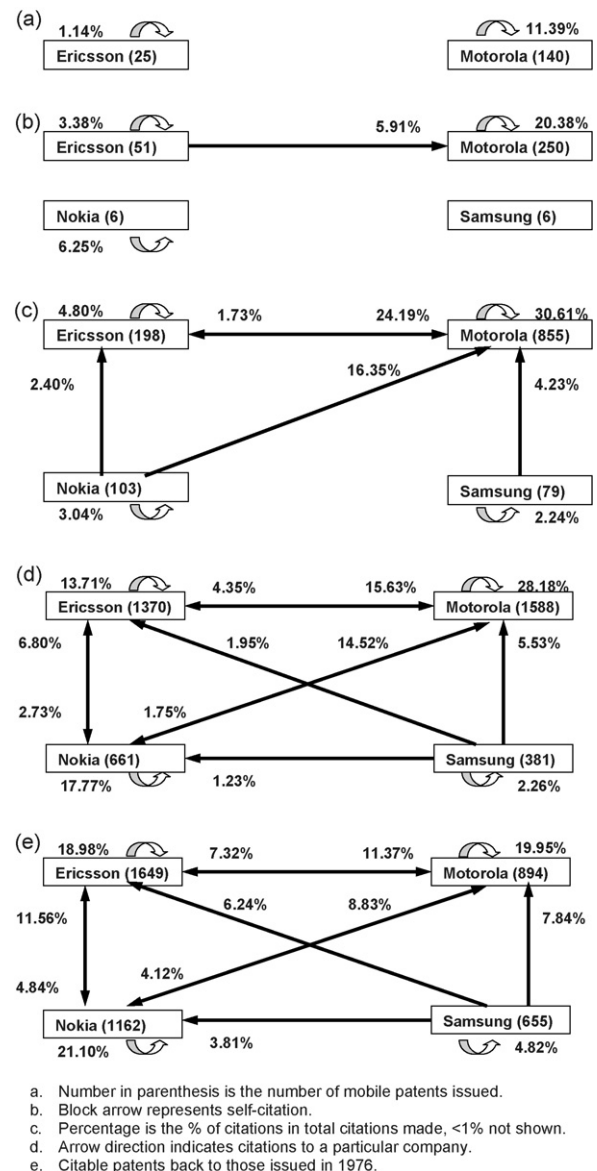 (a)
1.14%
11.39%
Ericsson (25)
Motorola (140)
(b)
3.38%
5.91%
20.38%
Ericsson (51)
Motorola (250)
Nokia (6)
Samsung (6)
6.25%
(c)
4.80%
1.73%
24.19%
30.61%
Ericsson (198)
Motorola (855)
2.40%
16.35%
4.23%
Nokia (103)
Samsung (79)
3.04%
2.24%
(d)
13.71%
4.35%
15.63%
28.18%
Ericsson (1370)
Motorola (1588)
6.80%
1.95%
14.52%
5.53%
2.73%
1.75%
Nokia (661)
Samsung (381)
17.77%
1.23%
2.26%
(e)
18.98%
7.32%
11.37%
19.95%
Ericsson (1649)
Motorola (894)
11.56%
6.24%
8.83%
7.84%
4.84%
4.12%
Nokia (1162)
Samsung (655)
21.10%
3.81%
4.82%
a. Number in parenthesis is the number of mobile patents issued.
b. Block arrow represents self-citation.
c. Percentage is the % of citations in total citations made, <1% not shown.
d. Arrow direction indicates citations to a particular company.
e. Citable patents back to those issued in 1976.